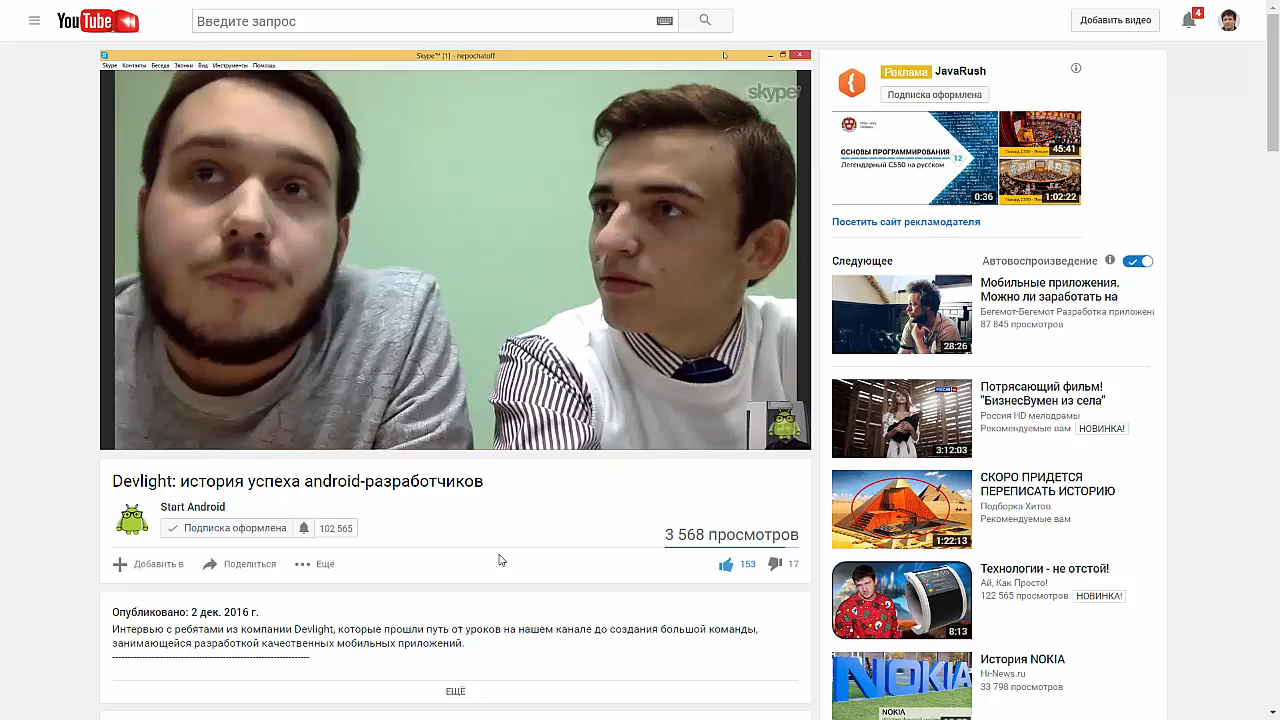 YouTube
Введите запрос
Добавить видео
4
Skype™ [1] - nepochatoff
Skype Контакты Беседа Звонки Вид Инструменты Помощь
skype
Devlight: история успеха android-разработчиков
Start Android
Подписка оформлена
102 565
3 568 просмотров
Добавить в
Поделиться
Ещё
153
17
Опубликовано: 2 дек. 2016 г.
Интервью с ребятами из компании Devlight, которые прошли путь от уроков на нашем канале до создания большой команды,
занимающейся разработкой качественных мобильных приложений.
------------------------------------------------------
ЕЩЁ
Реклама JavaRush
Подписка оформлена
ОСНОВЫ ПРОГРАММИРОВАНИЯ
Легендарный CS50 на русском
12
0:36
45:41
1:02:22
Посетить сайт рекламодателя
Следующее
Автовоспроизведение
Мобильные приложения.
Можно ли заработать на
Бегемот-Бегемот Разработка приложени
87 845 просмотров
28:26
РОССИЯ
Потрясающий фильм!
"БизнесВумен из села"
Россия HD мелодрамы
Рекомендуемые вам НОВИНКА!
3:12:03
СКОРО ПРИДЕТСЯ
ПЕРЕПИСАТЬ ИСТОРИЮ
Подборка Хитов
Рекомендуемые вам
1:22:13
Технологии - не отстой!
Ай, Как Просто!
122 565 просмотров НОВИНКА!
8:13
История NOKIA
Hi-News.ru
33 798 просмотров
NOKIA
NOKIA